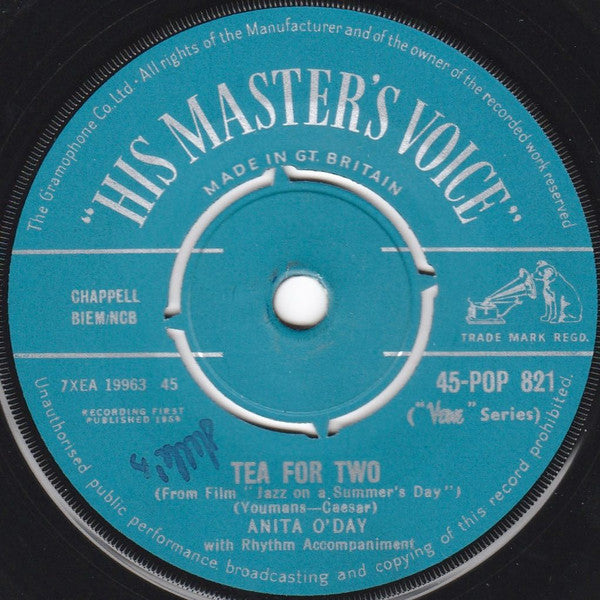 The Gramophone Co. Ltd · All rights of the Manufacturer and of the owner of the recorded work reserved
"HIS MASTER'S VOICE"
MADE IN GT. BRITAIN
CHAPPELL
BIEM/NCB
TRADE MARK REGD.
7XEA 19963 45
45-POP 821
("Verve" Series)
RECORDING FIRST
PUBLISHED 1958
TEA FOR TWO
(From Film "Jazz on a Summer's Day")
(Youmans—Caesar)
ANITA O'DAY
with Rhythm Accompaniment
Unauthorised public performance broadcasting and copying of this record prohibited.